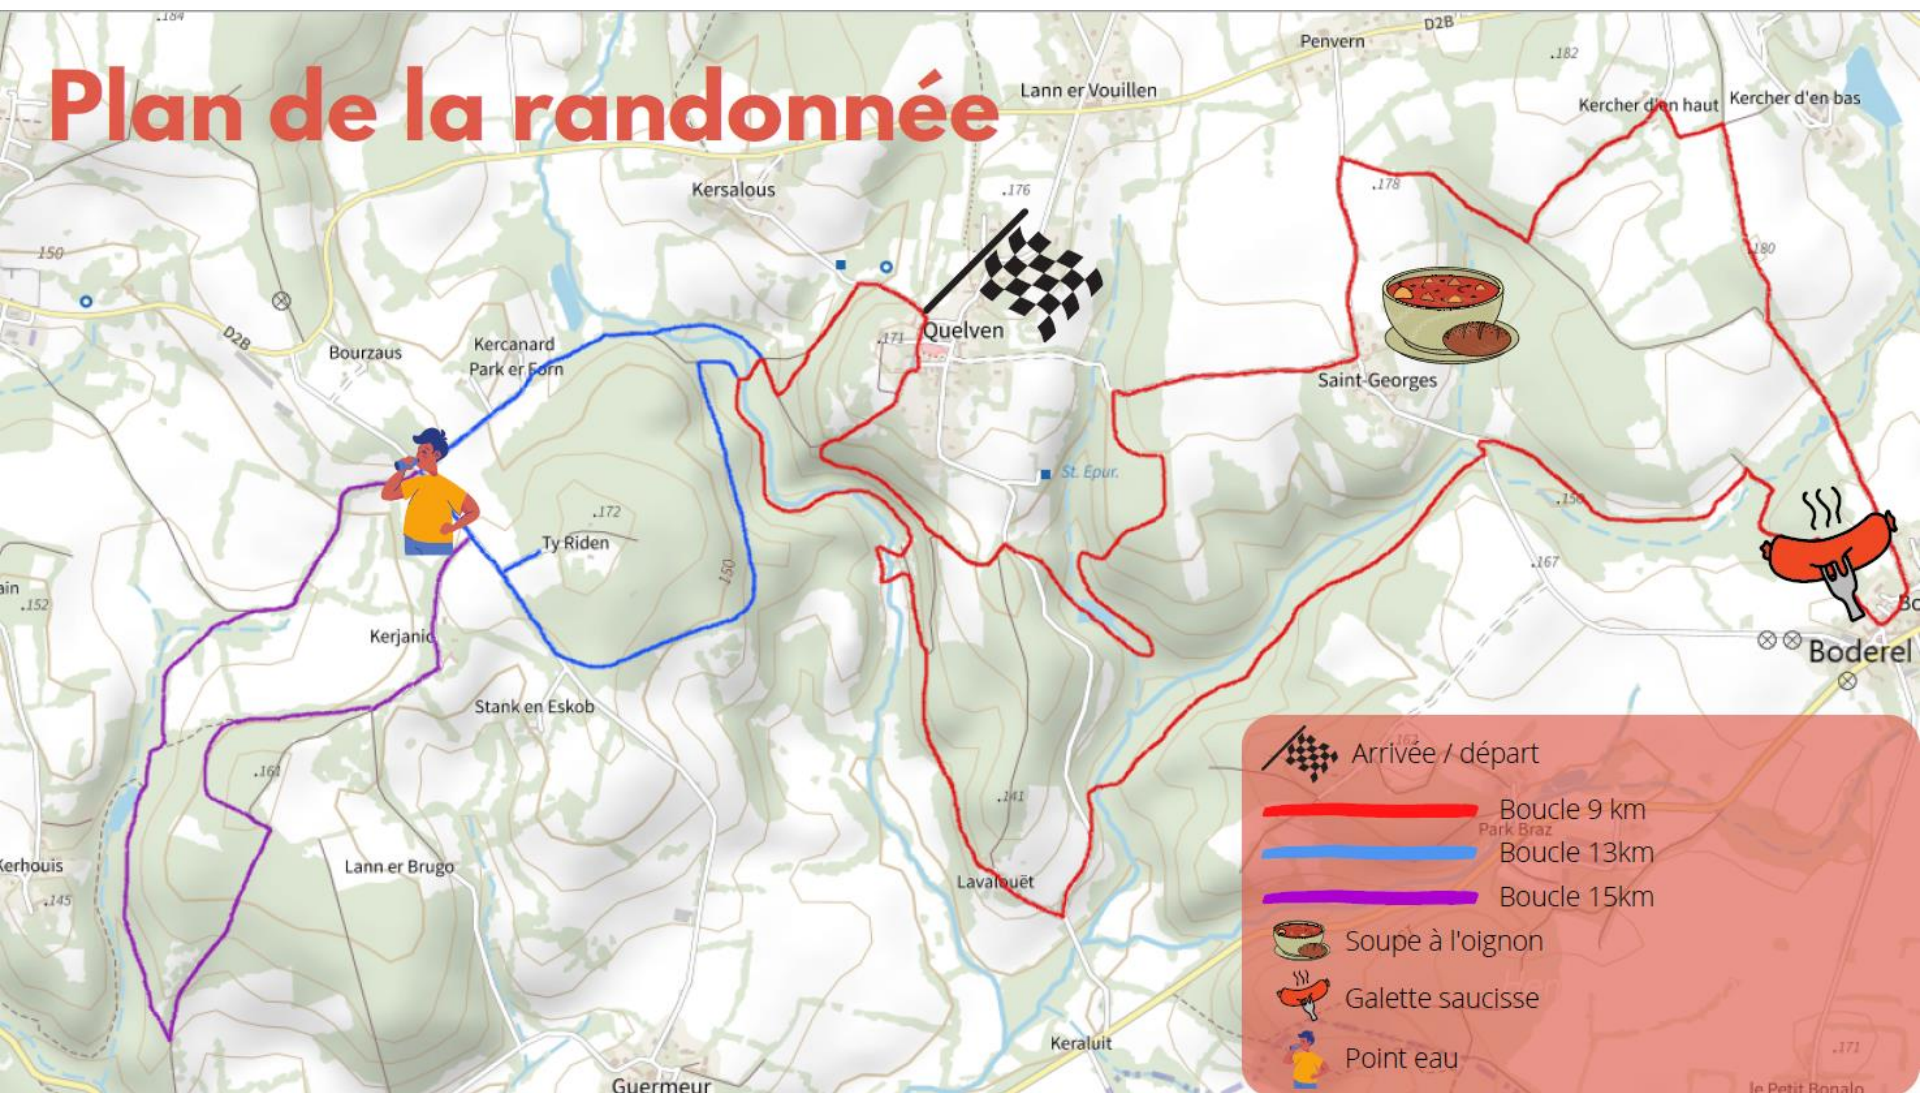 .184
D2B
Penvern
.182
Plan de la randonnée
Lann er Vouillen
Kercher d'en haut
Kercher d'en bas
Kersalous
.176
.178
150
180
D2B
Bourzaus
Kercanard
Park er Forn
.171
Quelven
Saint-Georges
St. Epur.
.172
Ty Riden
150
.150
.167
.152
Kerjanic
Boderel
Stank en Eskob
.161
.141
Lann er Brugo
Lavalouët
Kerhouis
.145
Keraluit
Guermeur
Arrivée / départ
.162
Boucle 9 km
Park Braz
Boucle 13km
Boucle 15km
Soupe à l'oignon
Galette saucisse
Point eau
.171
le Petit Bonalo